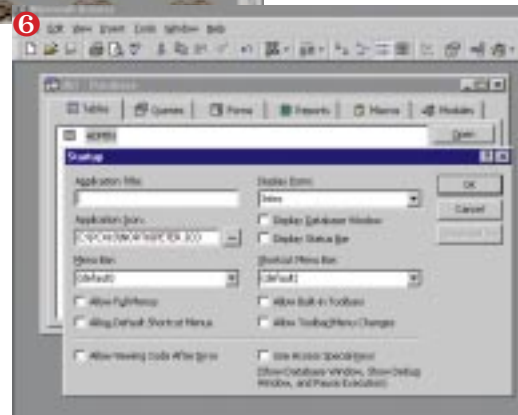 6
Edit View Insert Tools Window Help
Database
Tables Queries Forms Reports Macros Modules
Open
Startup
Application Title:
Display Form:
OK
Intro
Cancel
Application Icon:
Display Database Window
Display Status Bar
Menu Bar:
Shortcut Menu Bar:
(default)
(default)
Allow Full Menus
Allow Built-in Toolbars
Allow Default Shortcut Menus
Allow Toolbar/Menu Changes
Allow Viewing Code After Error
Use Access Special Keys
(Show Database Window, Show Debug
Window, and Pause Execution)